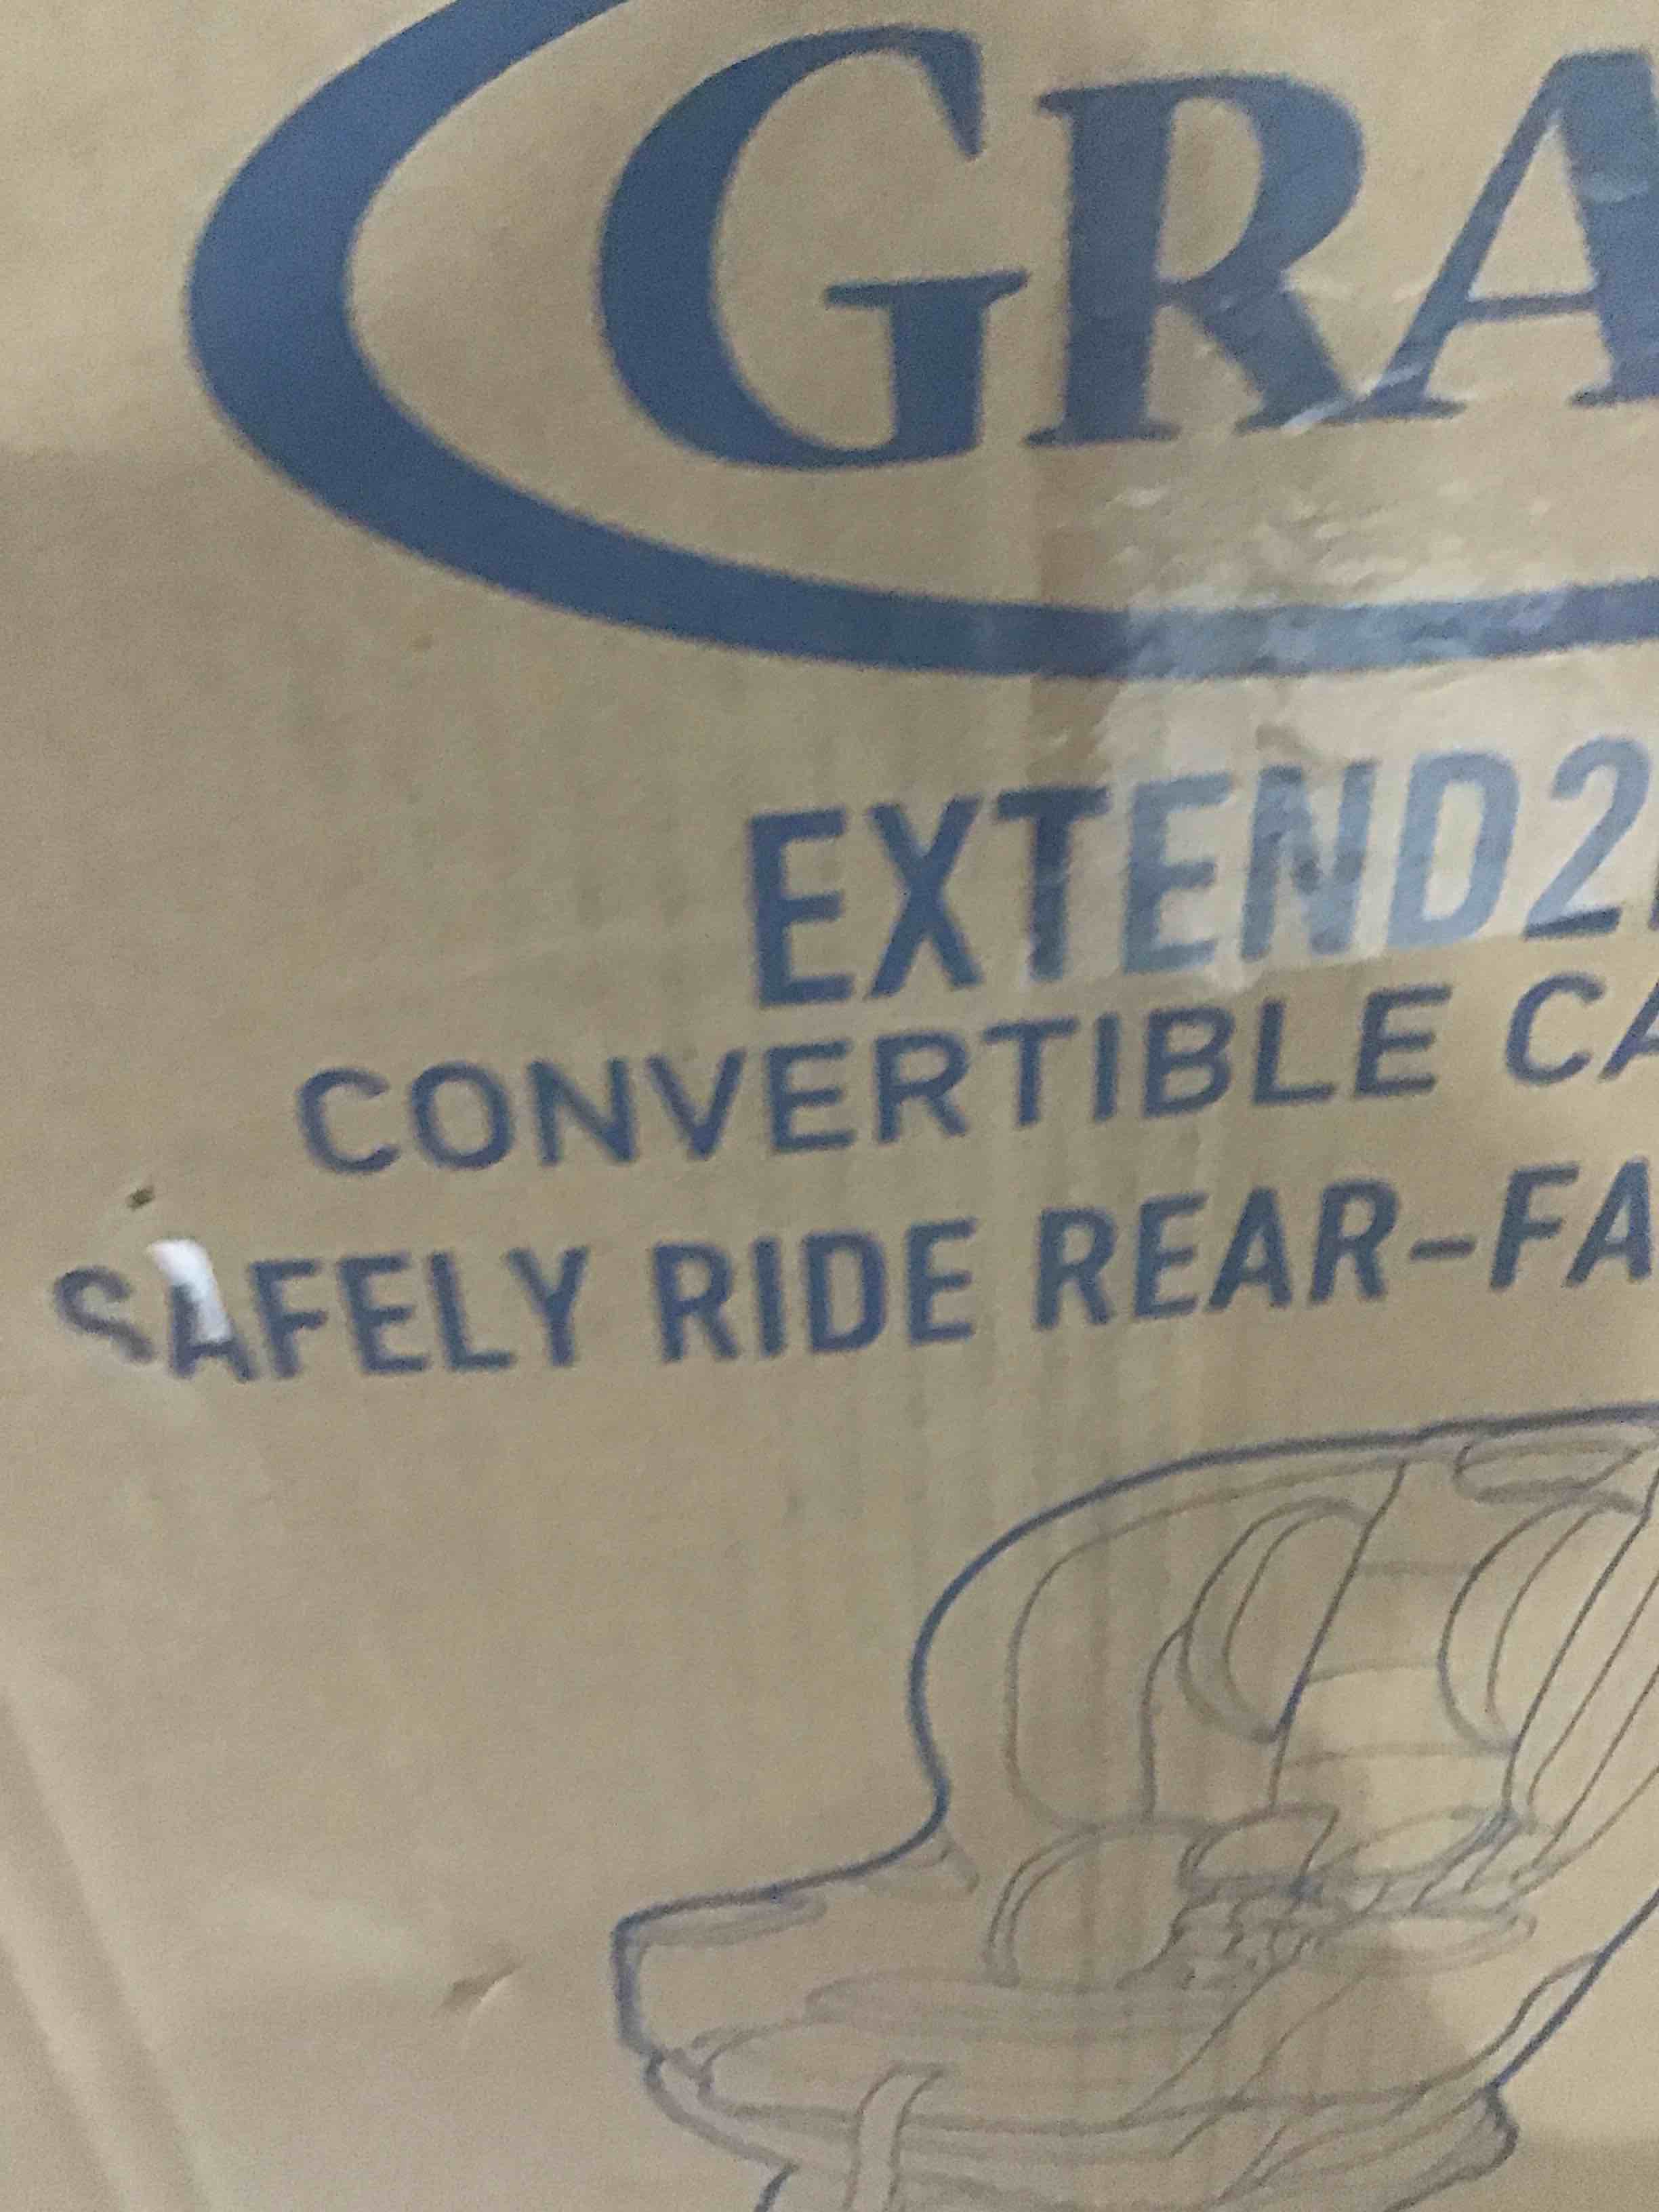 GRA
EXTEND2
CONVERTIBLE CA
SAFELY RIDE REAR-FA